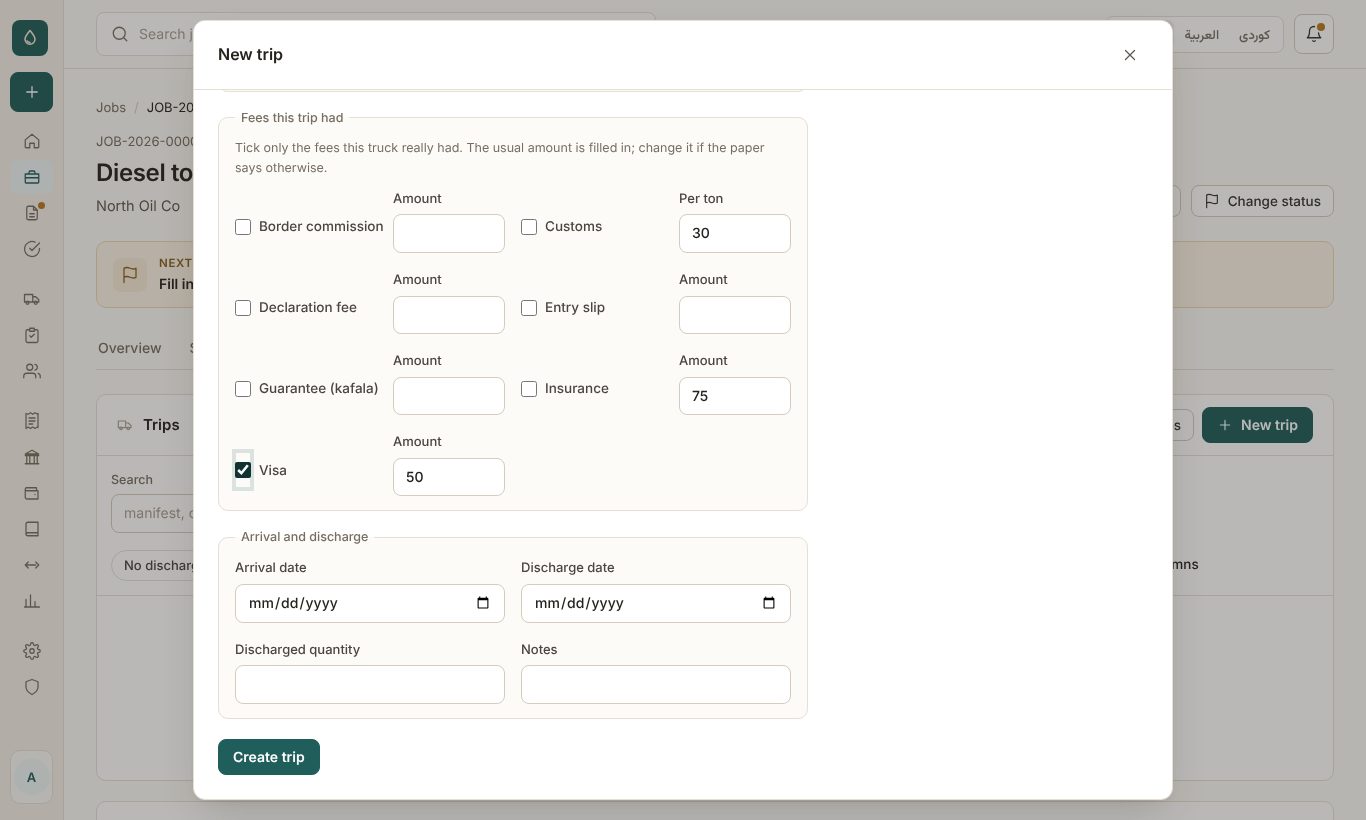 Search j
العربية
کوردی
New trip
Jobs / JOB-20
JOB-2026-0000
Diesel to
North Oil Co
Change status
NEXT
Fill in
Overview
Trips
New trip
Search
manifest, c
No discharg
mns
A
Fees this trip had
Tick only the fees this truck really had. The usual amount is filled in; change it if the paper
says otherwise.
Amount
Per ton
Border commission
Customs
30
Amount
Amount
Declaration fee
Entry slip
Amount
Amount
Guarantee (kafala)
Insurance
75
Amount
Visa
50
Arrival and discharge
Arrival date
Discharge date
mm/dd/yyyy
mm/dd/yyyy
Discharged quantity
Notes
Create trip